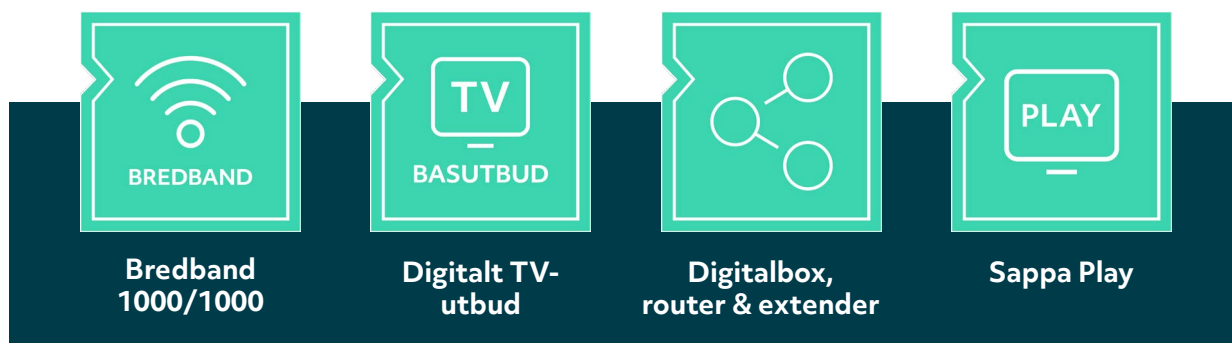 BREDBAND
TV
BASUTBUD
PLAY
Bredband
1000/1000
Digitalt TV-
utbud
Digitalbox,
router & extender
Sappa Play